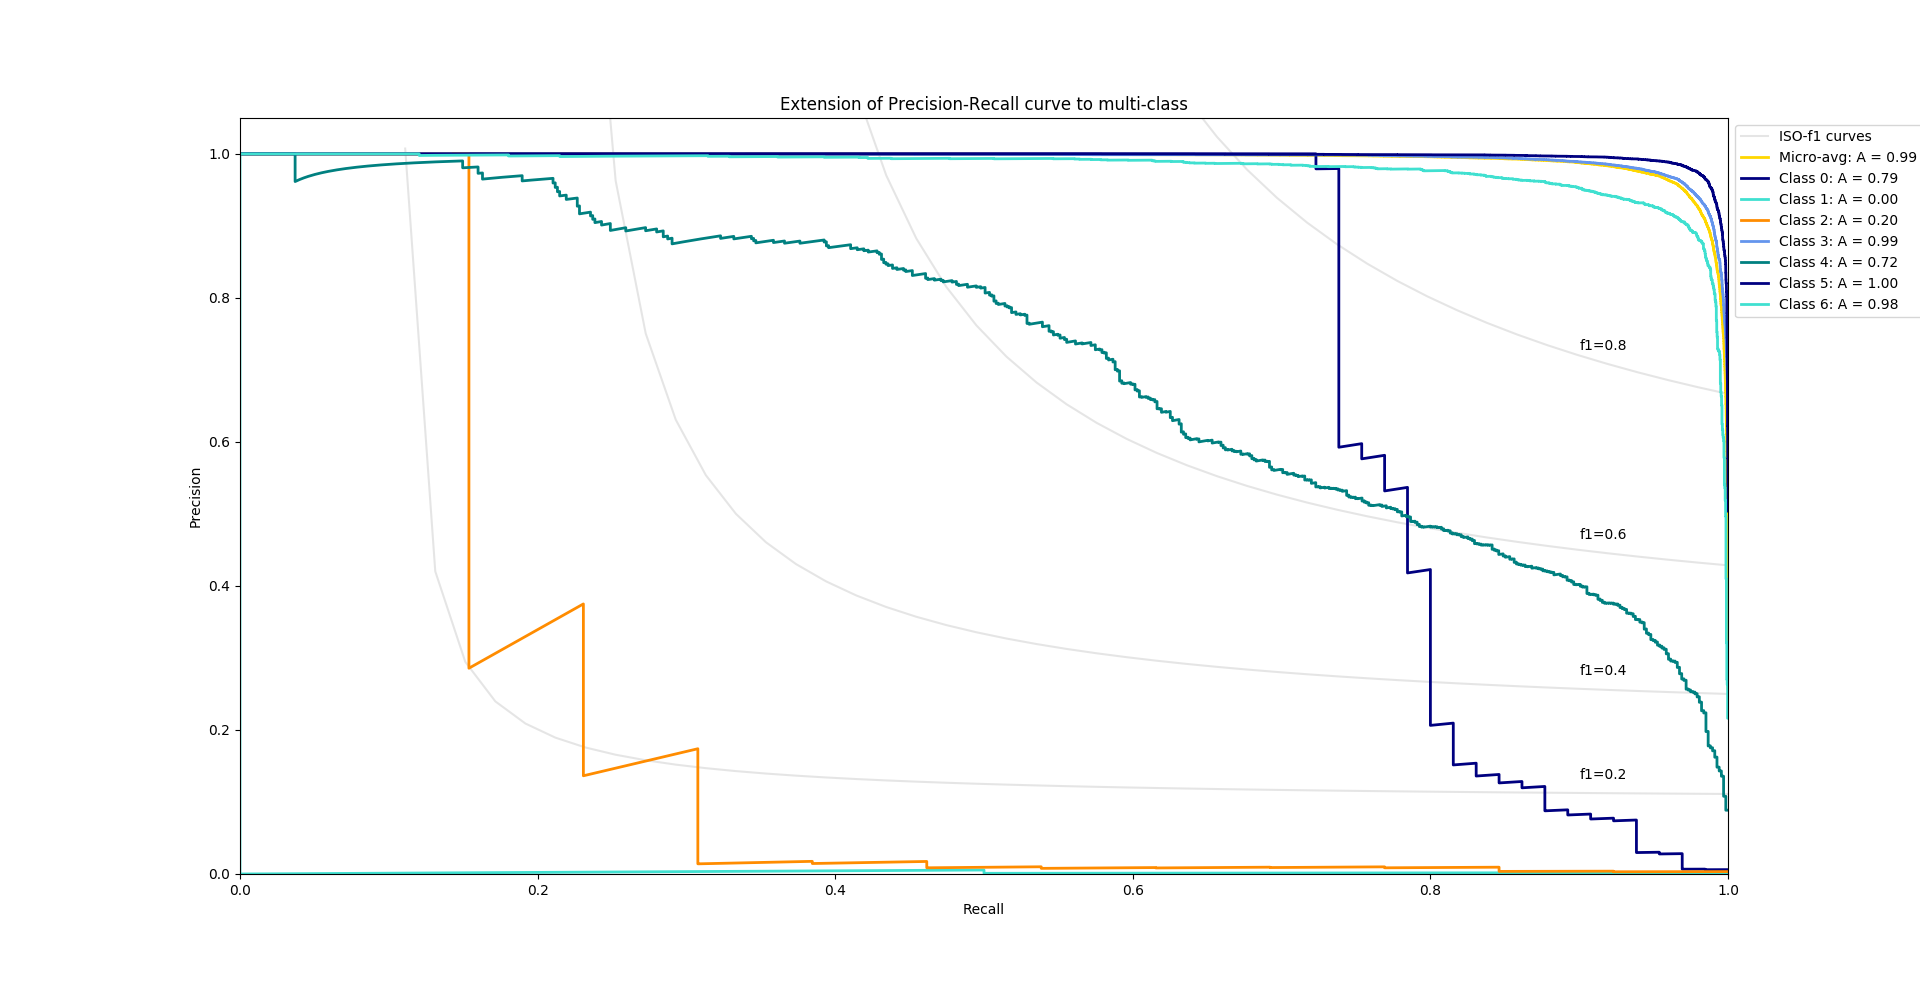 Extension of Precision-Recall curve to multi-class
ISO-f1 curves
Micro-avg: A = 0.99
Class 0: A = 0.79
Class 1: A = 0.00
Class 2: A = 0.20
Class 3: A = 0.99
Class 4: A = 0.72
Class 5: A = 1.00
Class 6: A = 0.98
1.0
0.8
0.6
0.4
0.2
0.0
Precision
f1=0.8
f1=0.6
f1=0.4
f1=0.2
0.0 0.2 0.4 0.6 0.8 1.0
Recall